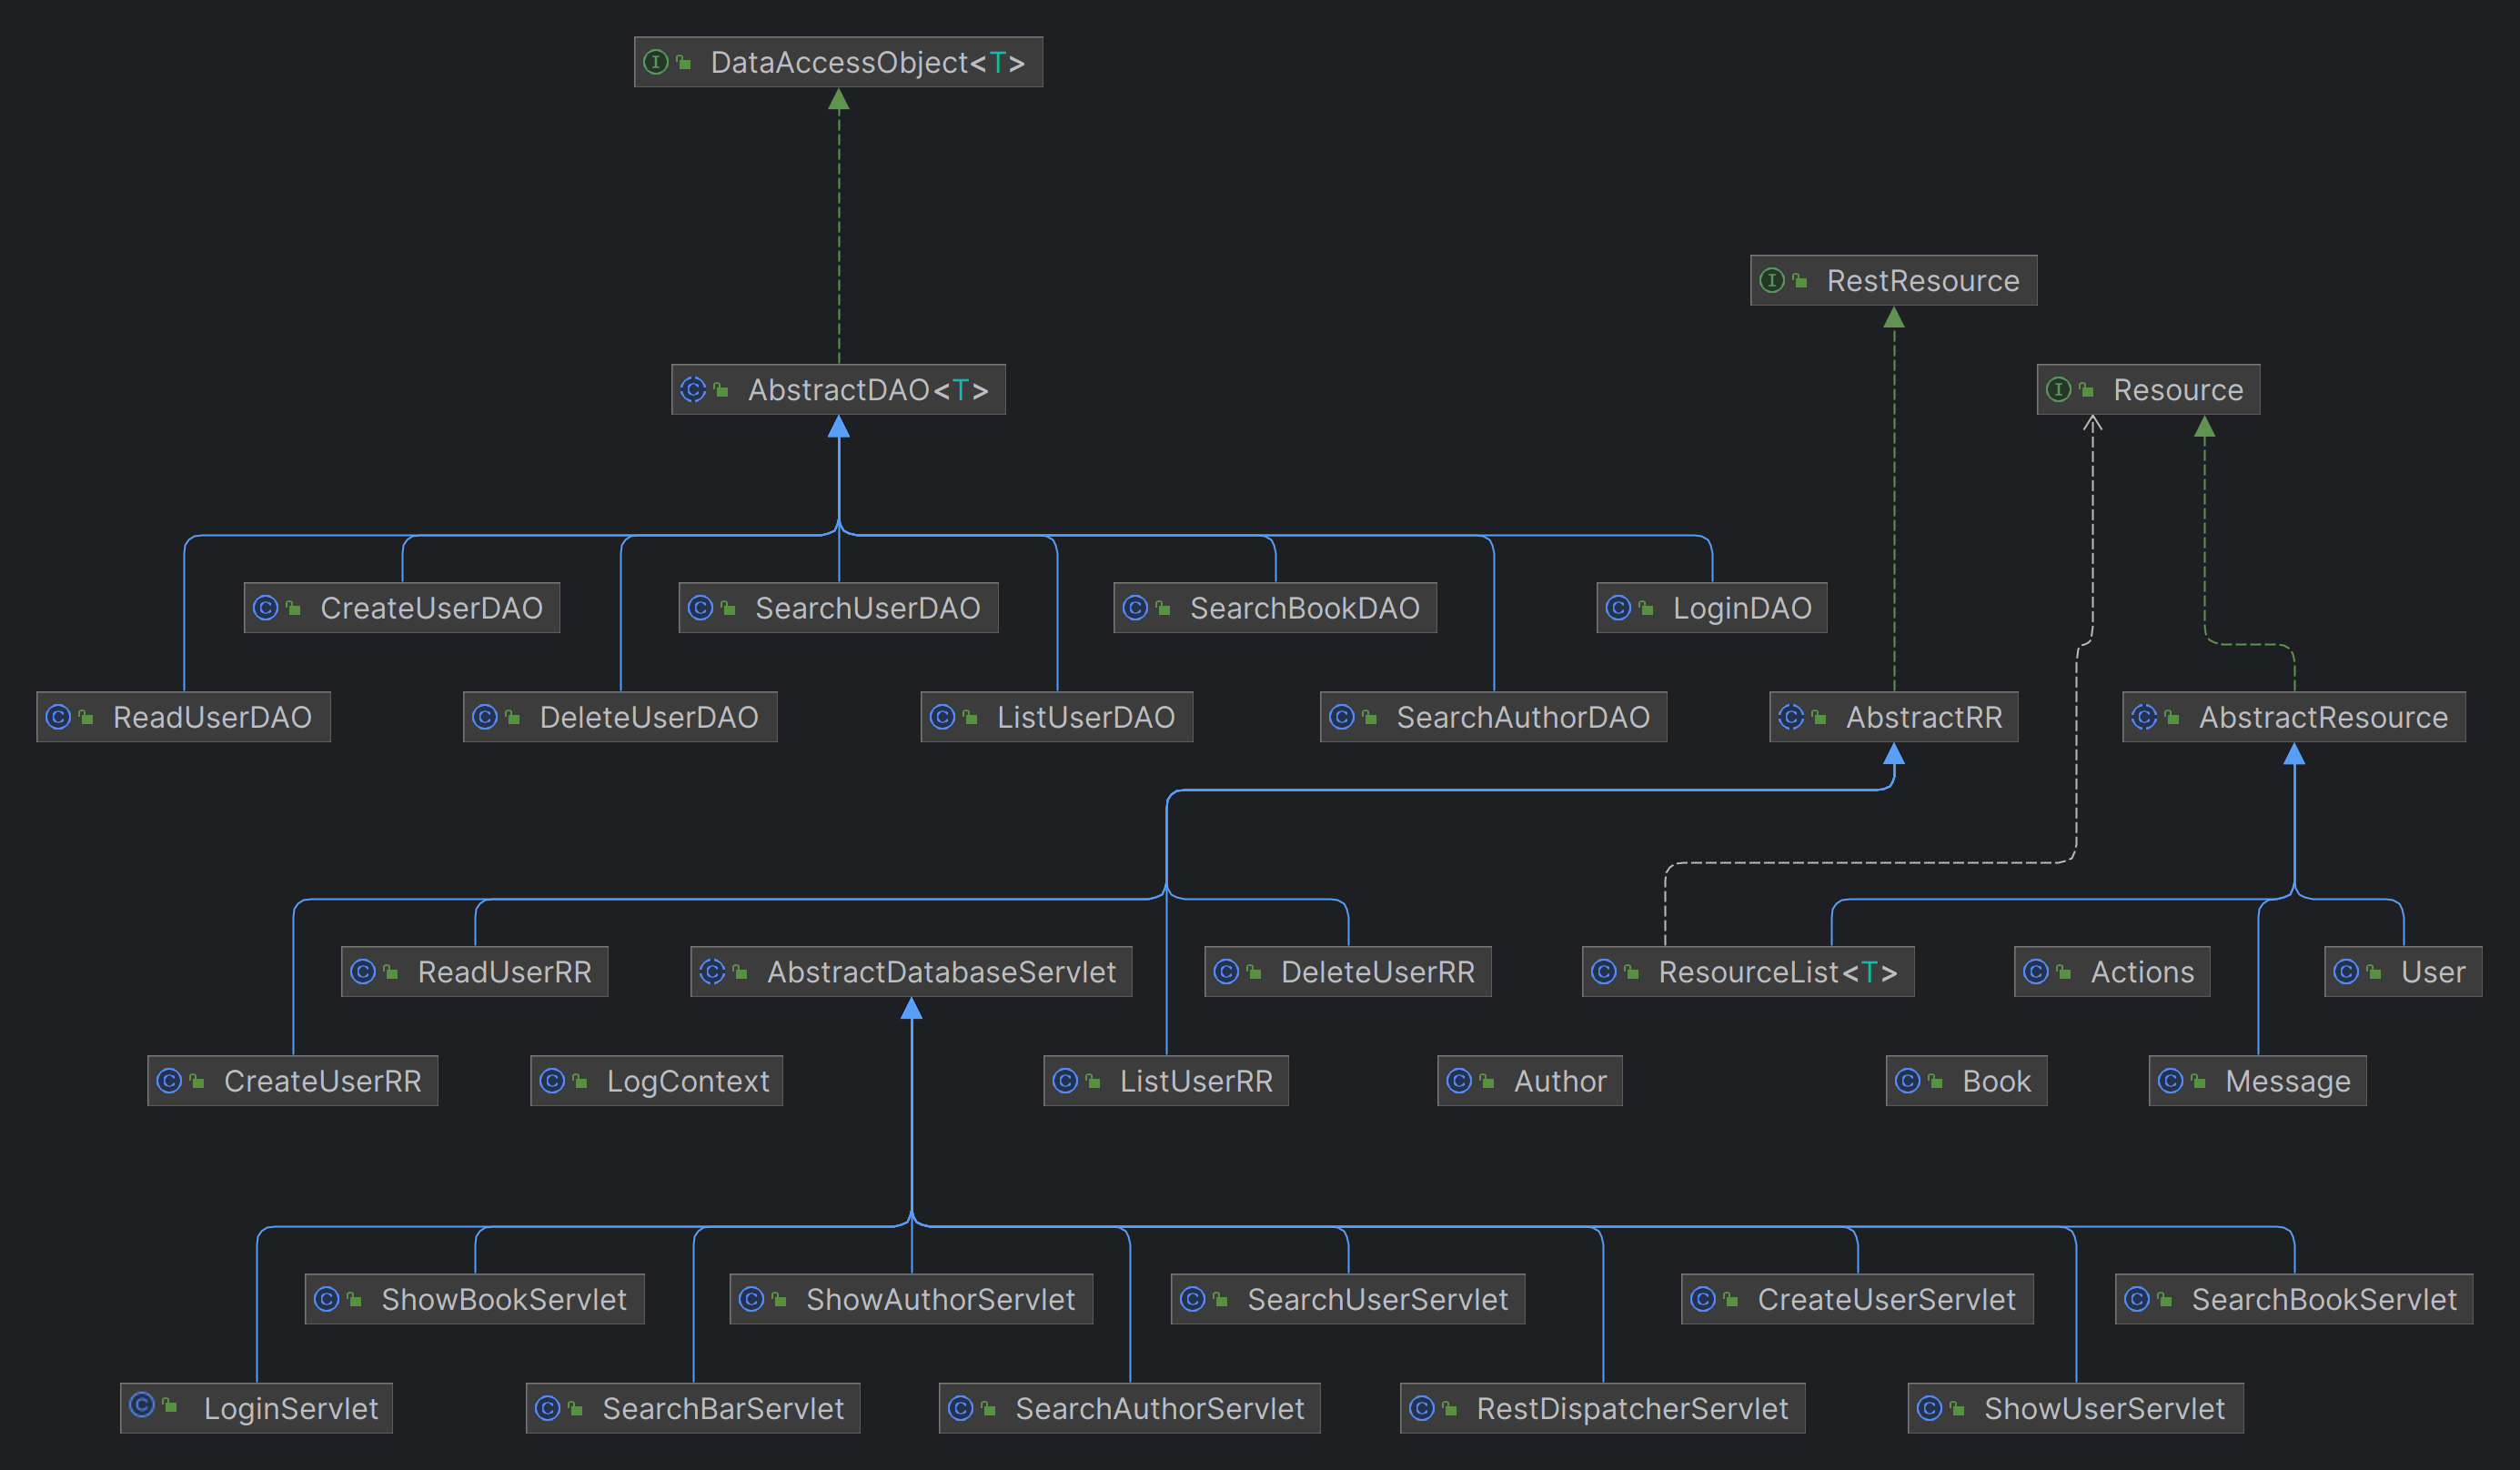 DataAccessObject<T>
RestResource
AbstractDAO<T>
Resource
CreateUserDAO
SearchUserDAO
SearchBookDAO
LoginDAO
ReadUserDAO
DeleteUserDAO
ListUserDAO
SearchAuthorDAO
AbstractRR
AbstractResource
ReadUserRR
AbstractDatabaseServlet
DeleteUserRR
ResourceList<T>
Actions
User
CreateUserRR
LogContext
ListUserRR
Author
Book
Message
ShowBookServlet
ShowAuthorServlet
SearchUserServlet
CreateUserServlet
SearchBookServlet
LoginServlet
SearchBarServlet
SearchAuthorServlet
RestDispatcherServlet
ShowUserServlet